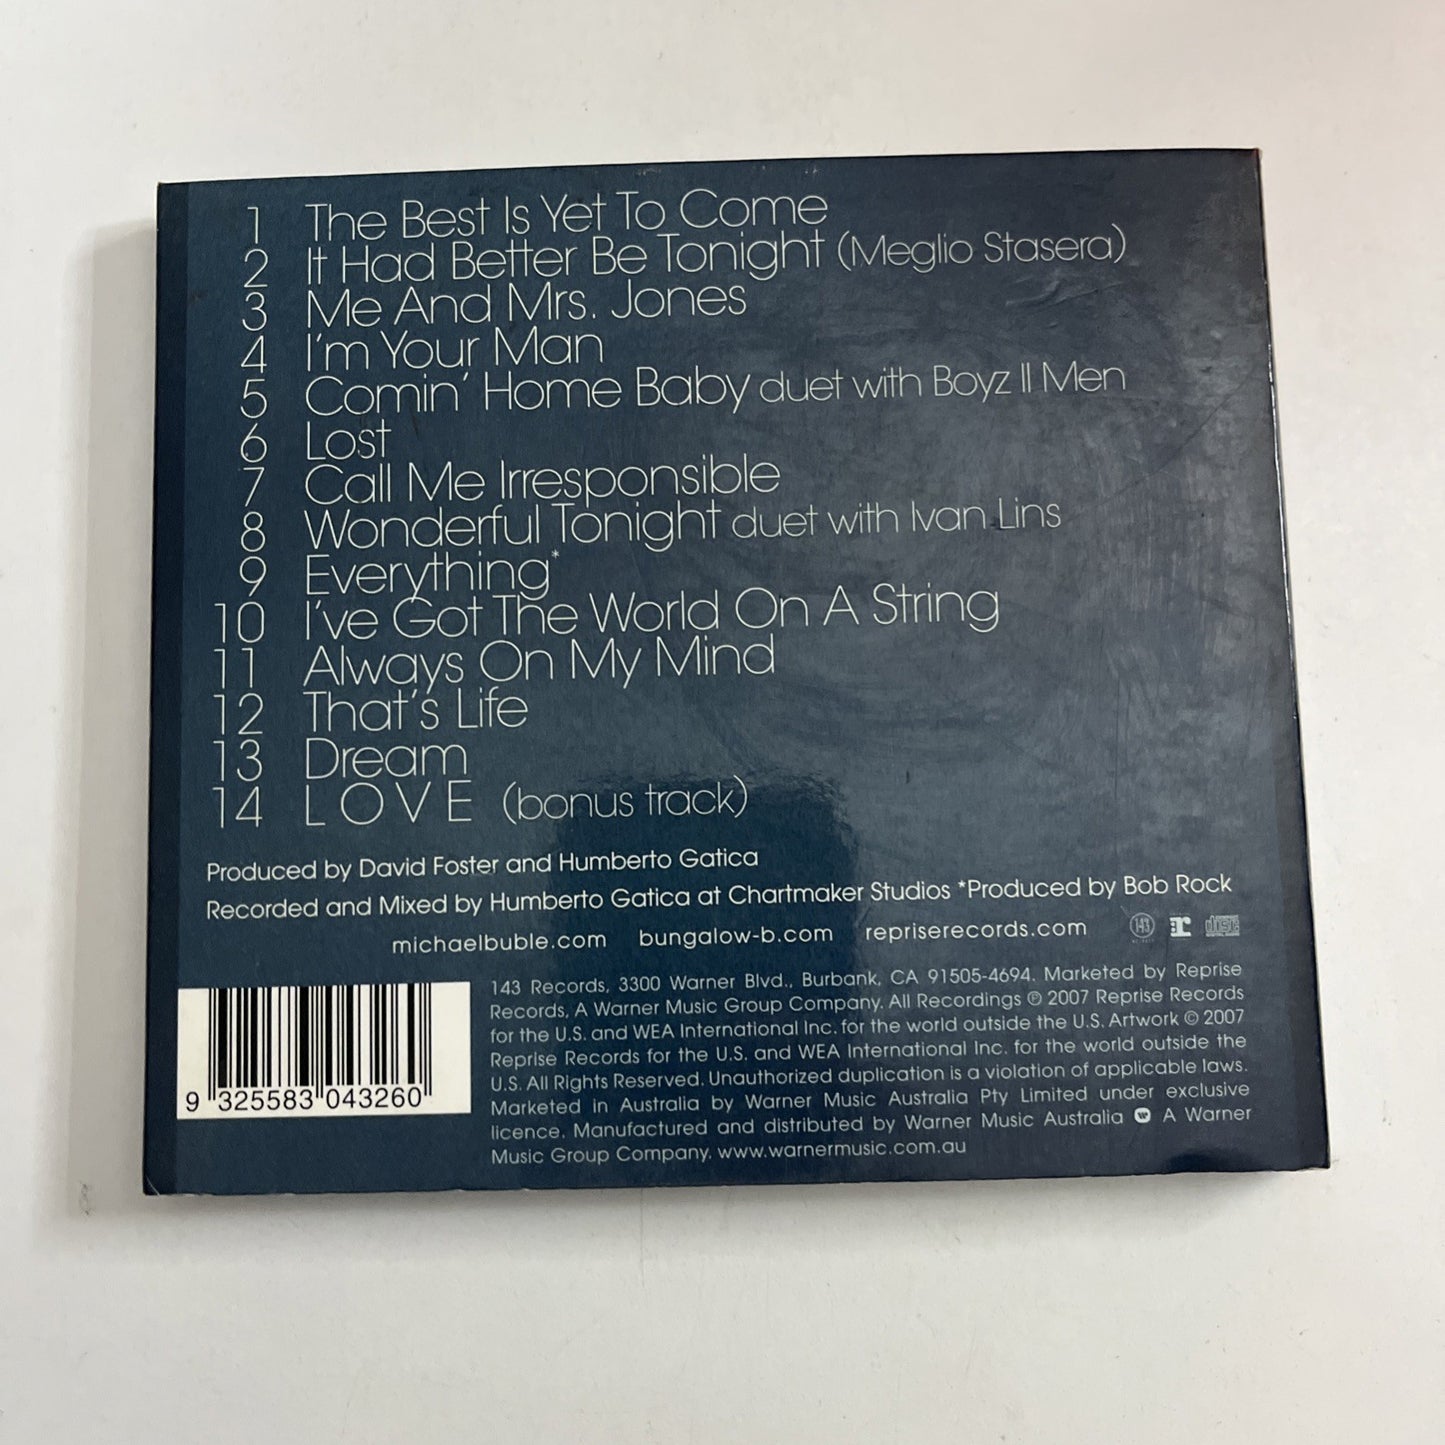 1 The Best Is Yet To Come
2 It Had Better Be Tonight (Meglio Stasera)
3 Me And Mrs. Jones
4 I'm Your Man
5 Comin' Home Baby duet with Boyz II Men
6 Lost
7 Call Me Irresponsible
8 Wonderful Tonight duet with Ivan Lins
9 Everything*
10 I've Got The World On A String
11 Always On My Mind
12 That's Life
13 Dream
14 L O V E (bonus track)
Produced by David Foster and Humberto Gatica
Recorded and Mixed by Humberto Gatica at Chartmaker Studios *Produced by Bob Rock
michaelbuble.com bungalow-b.com repriserecords.com
143 r disc
143 Records, 3300 Warner Blvd., Burbank, CA 91505-4694. Marketed by Reprise
Records, A Warner Music Group Company. All Recordings ℗ 2007 Reprise Records
for the U.S. and WEA International Inc. for the world outside the U.S. Artwork © 2007
Reprise Records for the U.S. and WEA International Inc. for the world outside the
U.S. All Rights Reserved. Unauthorized duplication is a violation of applicable laws.
Marketed in Australia by Warner Music Australia Pty Limited under exclusive
licence. Manufactured and distributed by Warner Music Australia A Warner
Music Group Company. www.warnermusic.com.au
9 325583 043260